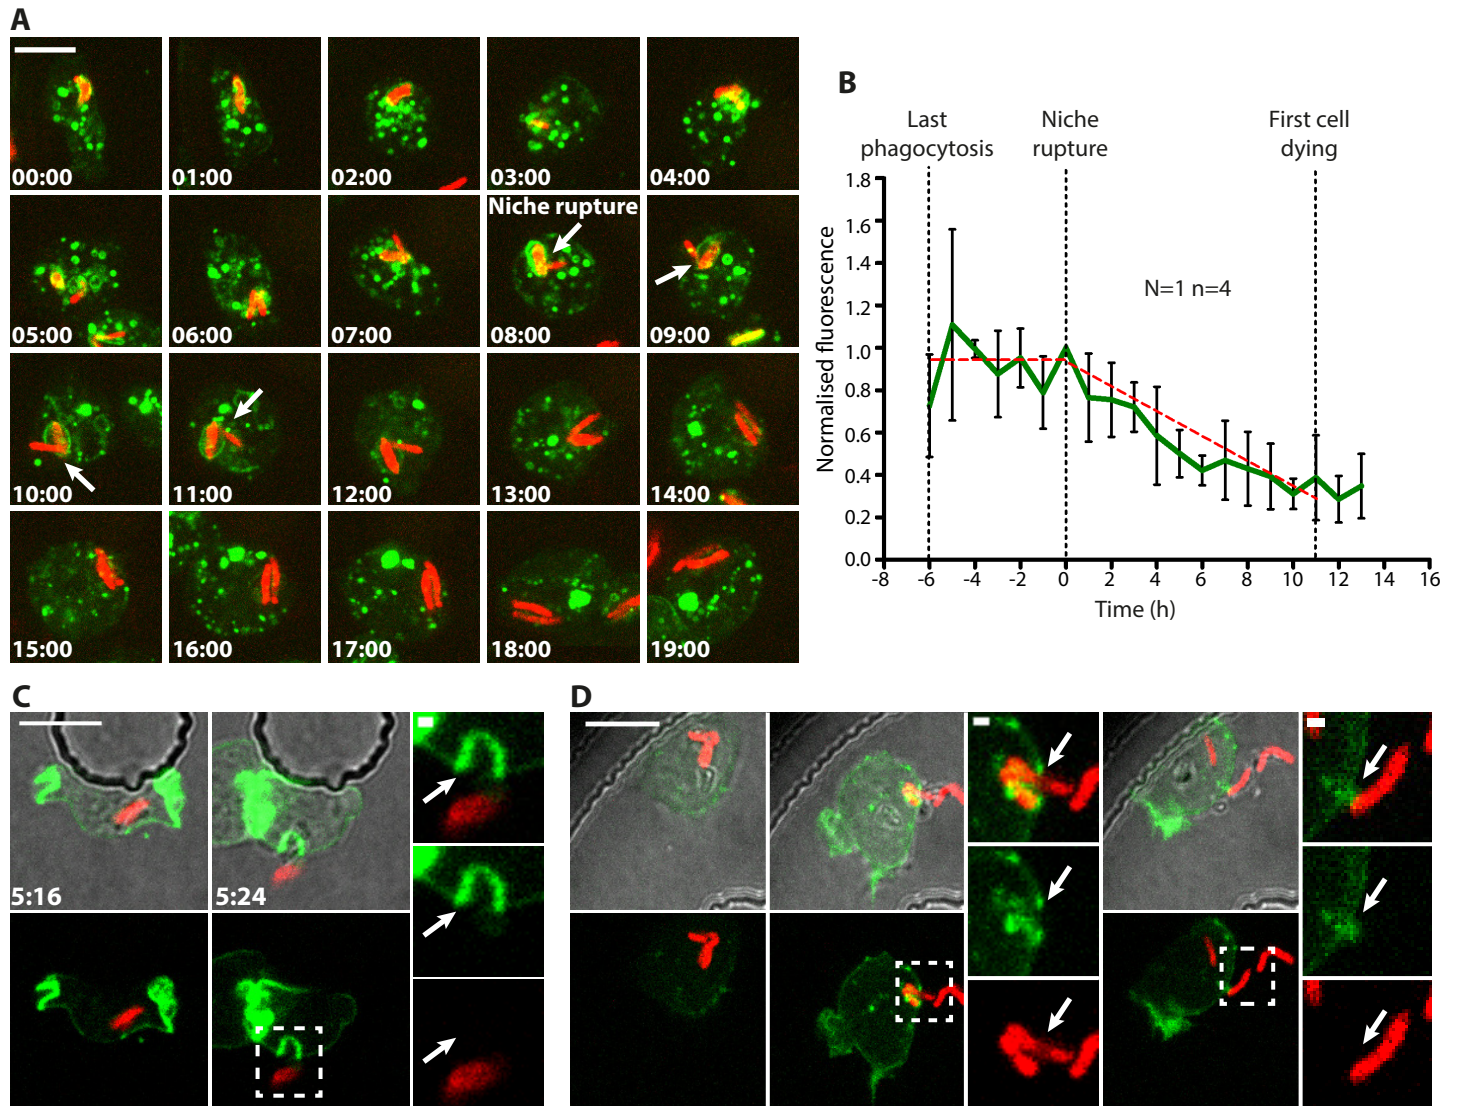 A
00:00
01:00
02:00
03:00
04:00
Niche rupture
05:00
06:00
07:00
08:00
09:00
10:00
11:00
12:00
13:00
14:00
15:00
16:00
17:00
18:00
19:00
B
Last
phagocytosis
Niche
rupture
First cell
dying
Normalised fluorescence
1.8
1.6
1.4
1.2
1.0
0.8
0.6
0.4
0.2
0.0
N=1 n=4
-8 -6 -4 -2 0 2 4 6 8 10 12 14 16
Time (h)
C
5:16
5:24
D